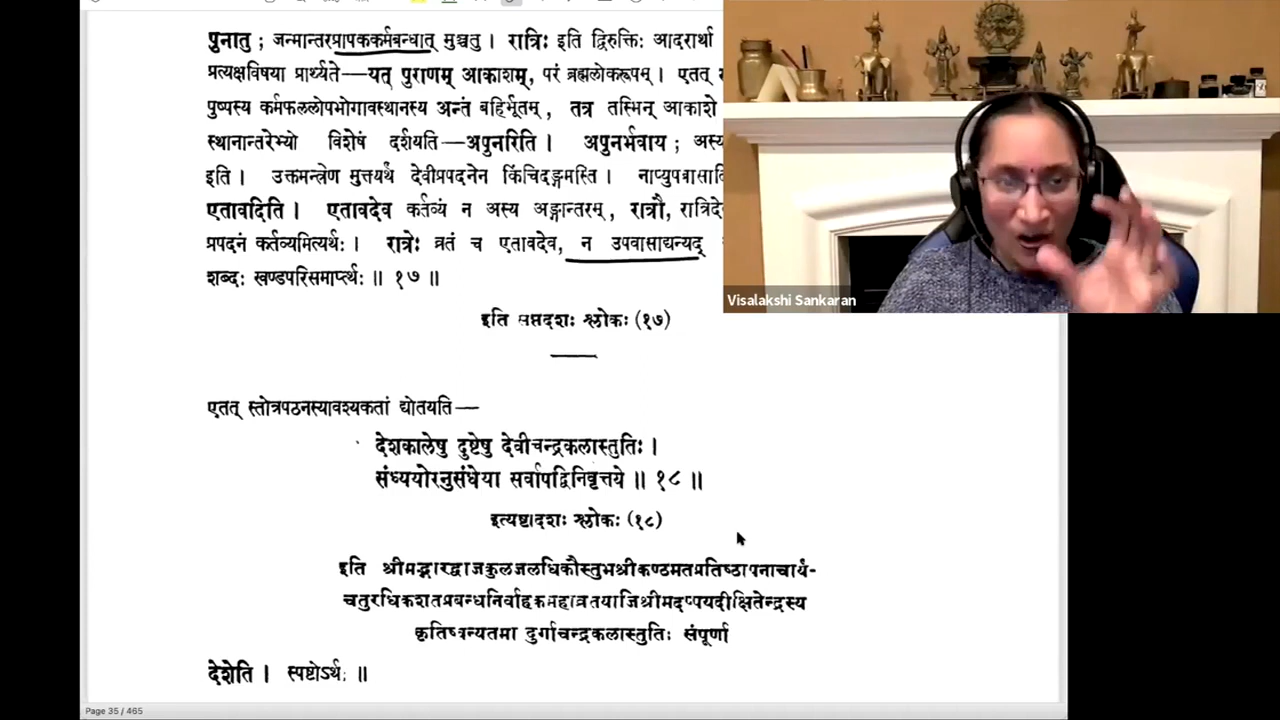 पुनातु ; जन्मान्तरप्रापककर्मबन्धात् मुञ्चतु । रात्रिः इति द्विरुक्तिः आदरार्था
प्रत्यक्षविषया प्रार्थ्यते—यत् पुराणम् आकाशम्, परं ब्रह्मलोकरूपम् । एतत्
पुष्पस्य कर्मफललोपभोगावस्थानस्य अन्तं बहिर्भूतम्, तत्र तस्मिन् आकाशे
स्थानान्तरेभ्यो विशेषं दर्शयति—अपुनरिति । अपुनर्भवाय ; अस्य
इति । उक्तमन्त्रेण मुक्त्यर्थं देवीप्रपदनेन किंचिदङ्गमस्ति ।
एतावदिति । एतावदेव कर्तव्यं न अस्य अङ्गान्तरम्, रात्रौ,
प्रपदनं कर्तव्यमित्यर्थः । रात्रेः व्रतं च एतावदेव, न उपवासाद्यन्यद्
शब्दः खण्डपरिसमाप्त्यर्थः ॥ १७ ॥
इति सप्तदशः श्लोकः (१७)
एतत् स्तोत्रपठनस्यावश्यकतां द्योतयति—
देशकालेषु दुष्टेषु देवीचन्द्रकलास्तुतिः ।
संध्ययोरनुसंधेया सर्वापद्विनिवृत्तये ॥ १८ ॥
इत्यष्टादशः श्लोकः (१८)
इति श्रीमद्भारद्वाजकुलजलधिकौस्तुभश्रीकण्ठमतप्रतिष्ठापनाचार्य-
चतुरधिकशतप्रबन्धनिर्वाहकमहाव्रतयाजिश्रीमदप्पयदीक्षितेन्द्रस्य
कृतिष्वन्यतमा दुर्गाचन्द्रकलास्तुतिः संपूर्णा
देशेति । स्पष्टोऽर्थः ॥
Page 35 / 465
Visalakshi Sankaran